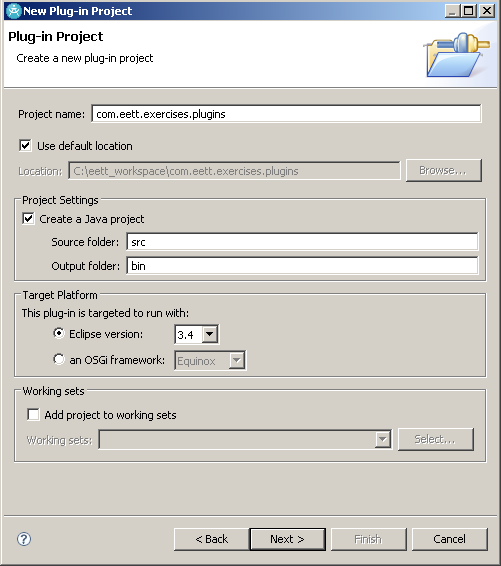 New Plug-in Project
Plug-in Project
Create a new plug-in project
Project name: com.eett.exercises.plugins
Use default location
Location: C:\eett_workspace\com.eett.exercises.plugins Browse...
Project Settings
Create a Java project
Source folder: src
Output folder: bin
Target Platform
This plug-in is targeted to run with:
Eclipse version: 3.4
an OSGi framework: Equinox
Working sets
Add project to working sets
Working sets: Select...
? < Back Next > Finish Cancel